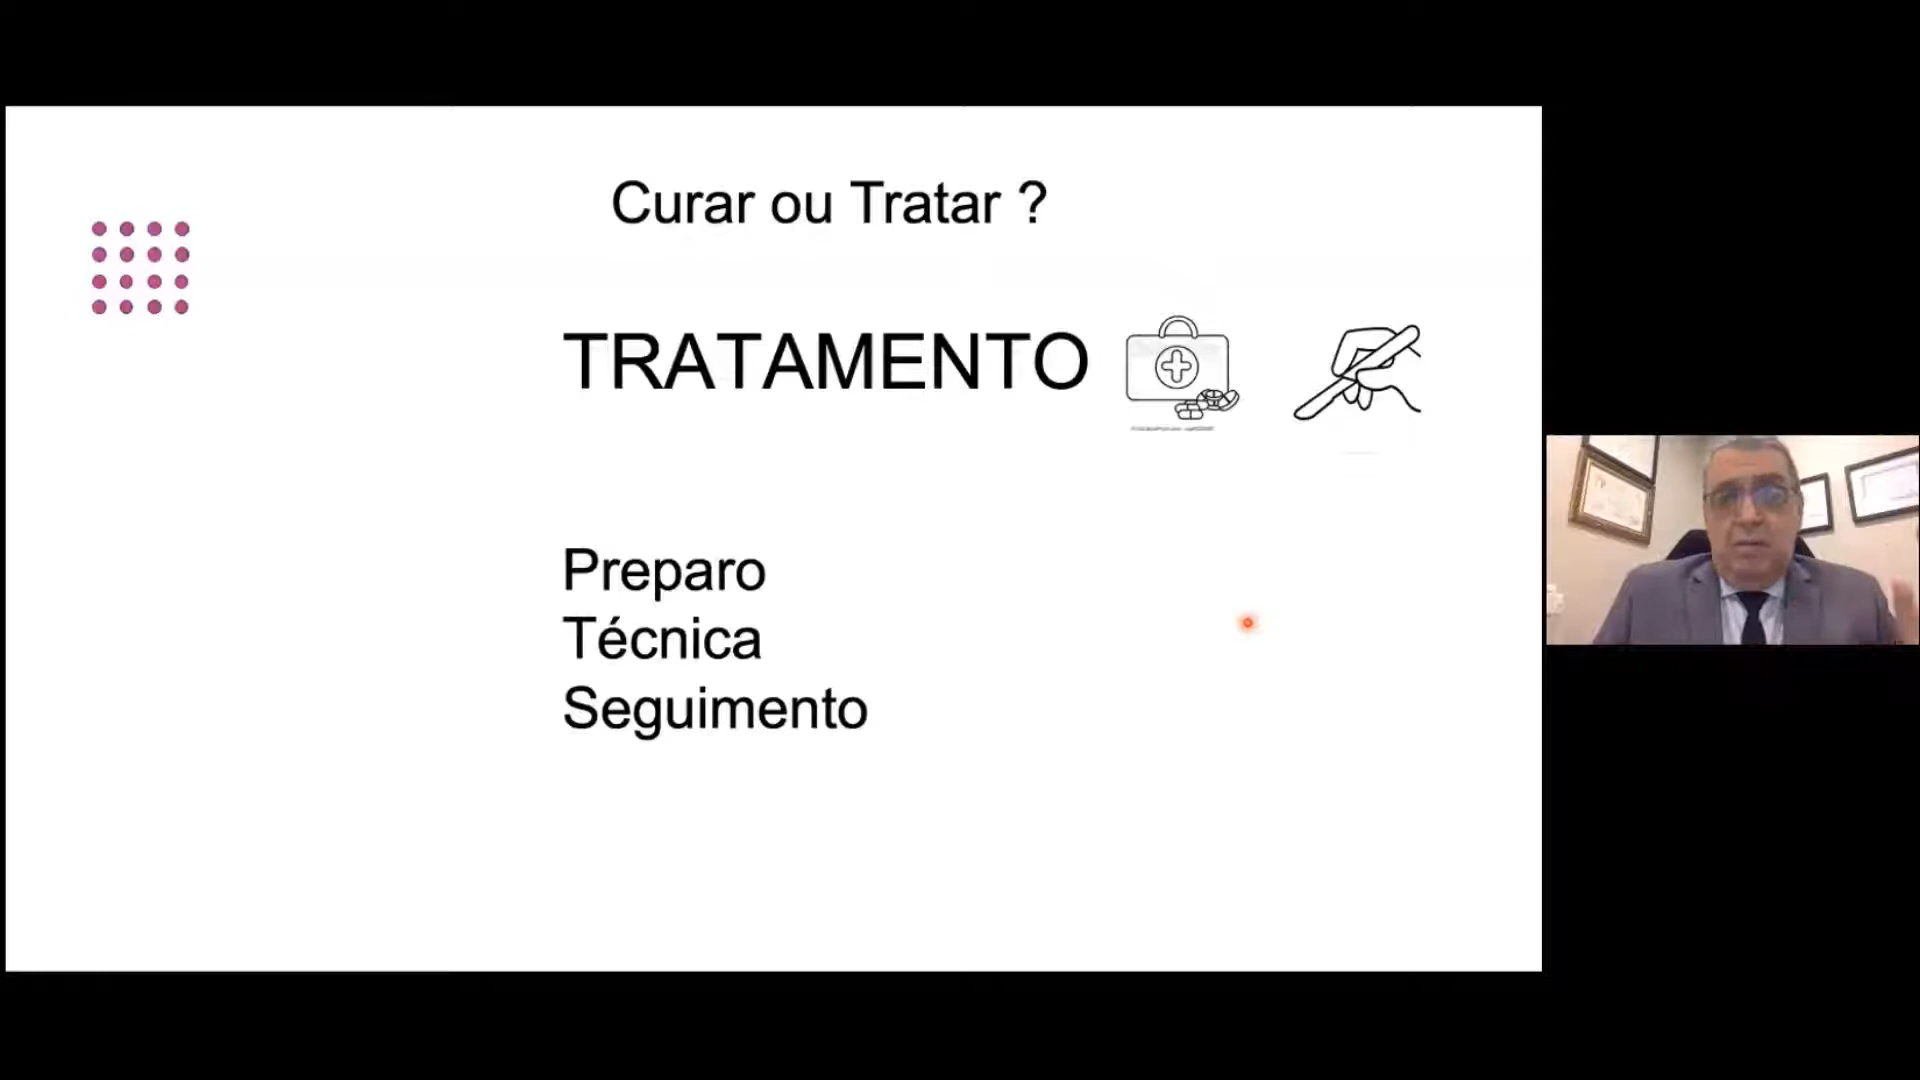 Curar ou Tratar ?
TRATAMENTO
Preparo
Técnica
Seguimento